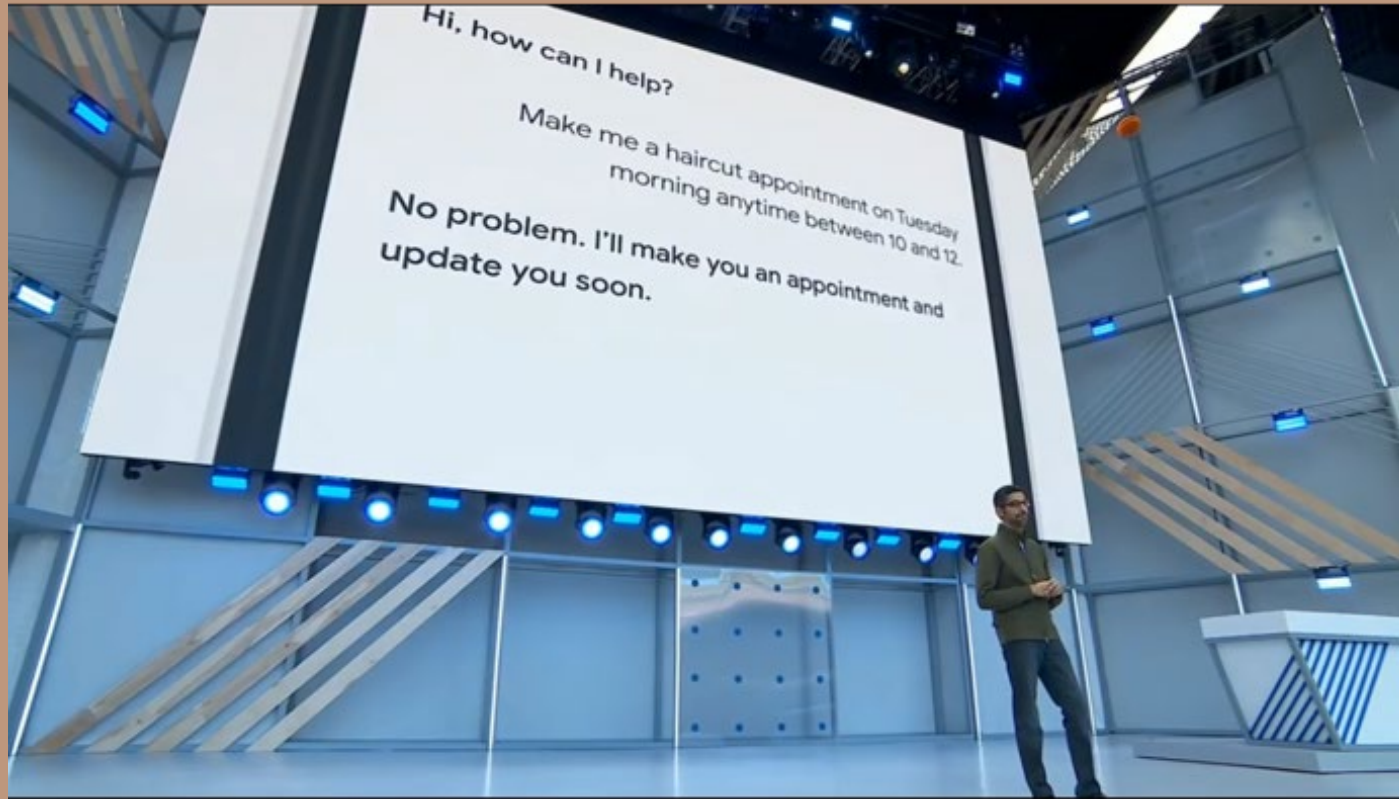 Hi, how can I help?
Make me a haircut appointment on Tuesday
morning anytime between 10 and 12.
No problem. I'll make you an appointment and
update you soon.